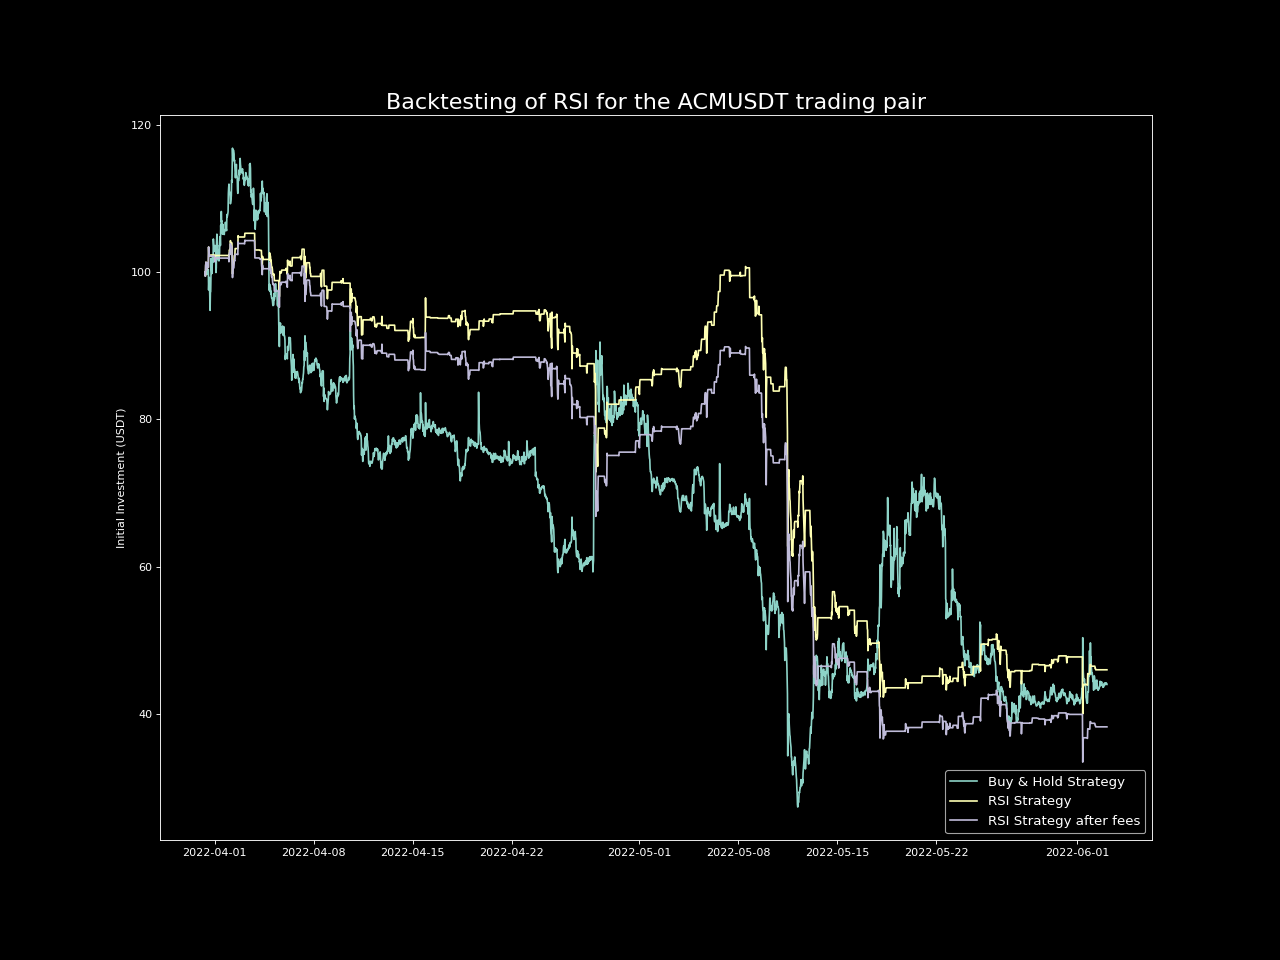 Backtesting of RSI for the ACMUSDT trading pair
120
100
80
60
40
Initial Investment (USDT)
2022-04-01
2022-04-08
2022-04-15
2022-04-22
2022-05-01
2022-05-08
2022-05-15
2022-05-22
2022-06-01
Buy & Hold Strategy
RSI Strategy
RSI Strategy after fees